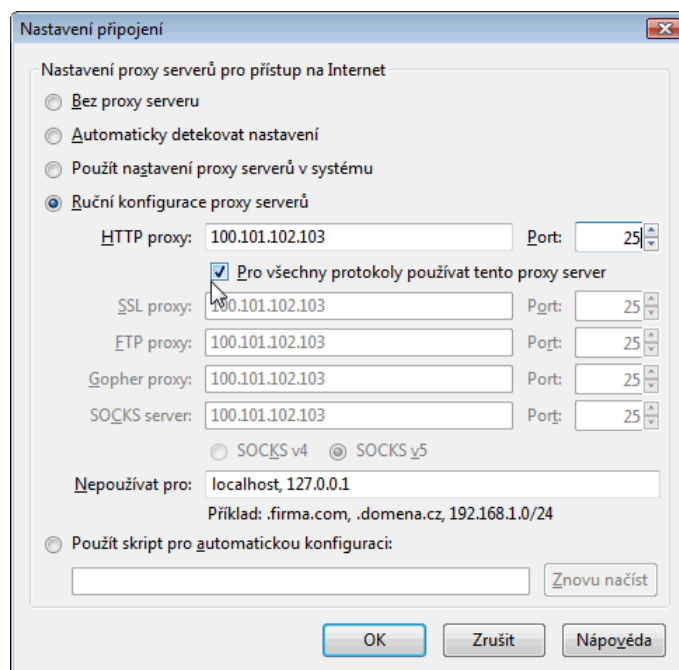 Nastavení připojení
Nastavení proxy serverů pro přístup na Internet
Bez proxy serveru
Automaticky detekovat nastavení
Použít nastavení proxy serverů v systému
Ruční konfigurace proxy serverů
HTTP proxy: 100.101.102.103 Port: 25
Pro všechny protokoly používat tento proxy server
SSL proxy: 100.101.102.103 Port: 25
FTP proxy: 100.101.102.103 Port: 25
Gopher proxy: 100.101.102.103 Port: 25
SOCKS server: 100.101.102.103 Port: 25
SOCKS v4 SOCKS v5
Nepoužívat pro: localhost, 127.0.0.1
Příklad: .firma.com, .domena.cz, 192.168.1.0/24
Použít skript pro automatickou konfiguraci:
Znovu načíst
OK Zrušit Nápověda